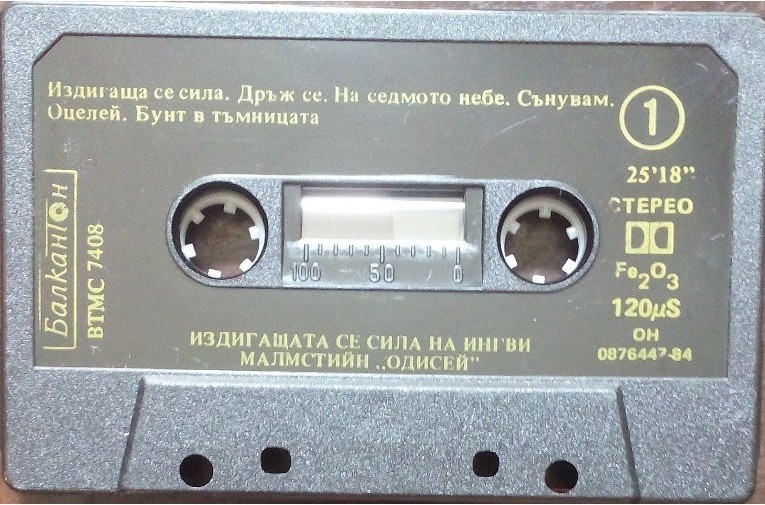 Издигаща се сила. Дръж се. На седмото небе. Сънувам.
Оцелей. Бунт в тъмницата
1
25'18"
СТЕРЕО
Fe2O3
120µS
ОН
0876447-84
Балкантон
ВТМС 7408
100 50 0
ИЗДИГАЩАТА СЕ СИЛА НА ИНГВИ
МАЛМСТИЙН „ОДИСЕЙ"